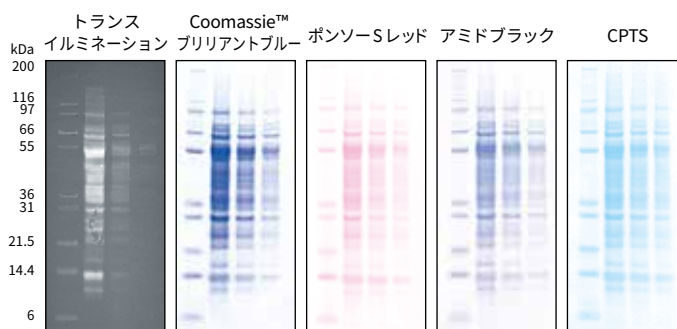 トランス
イルミネーション
Coomassie™
ブリリアントブルー
ポンソーSレッド
アミドブラック
CPTS
kDa
200
116
97
66
55
36
31
21.5
14.4
6